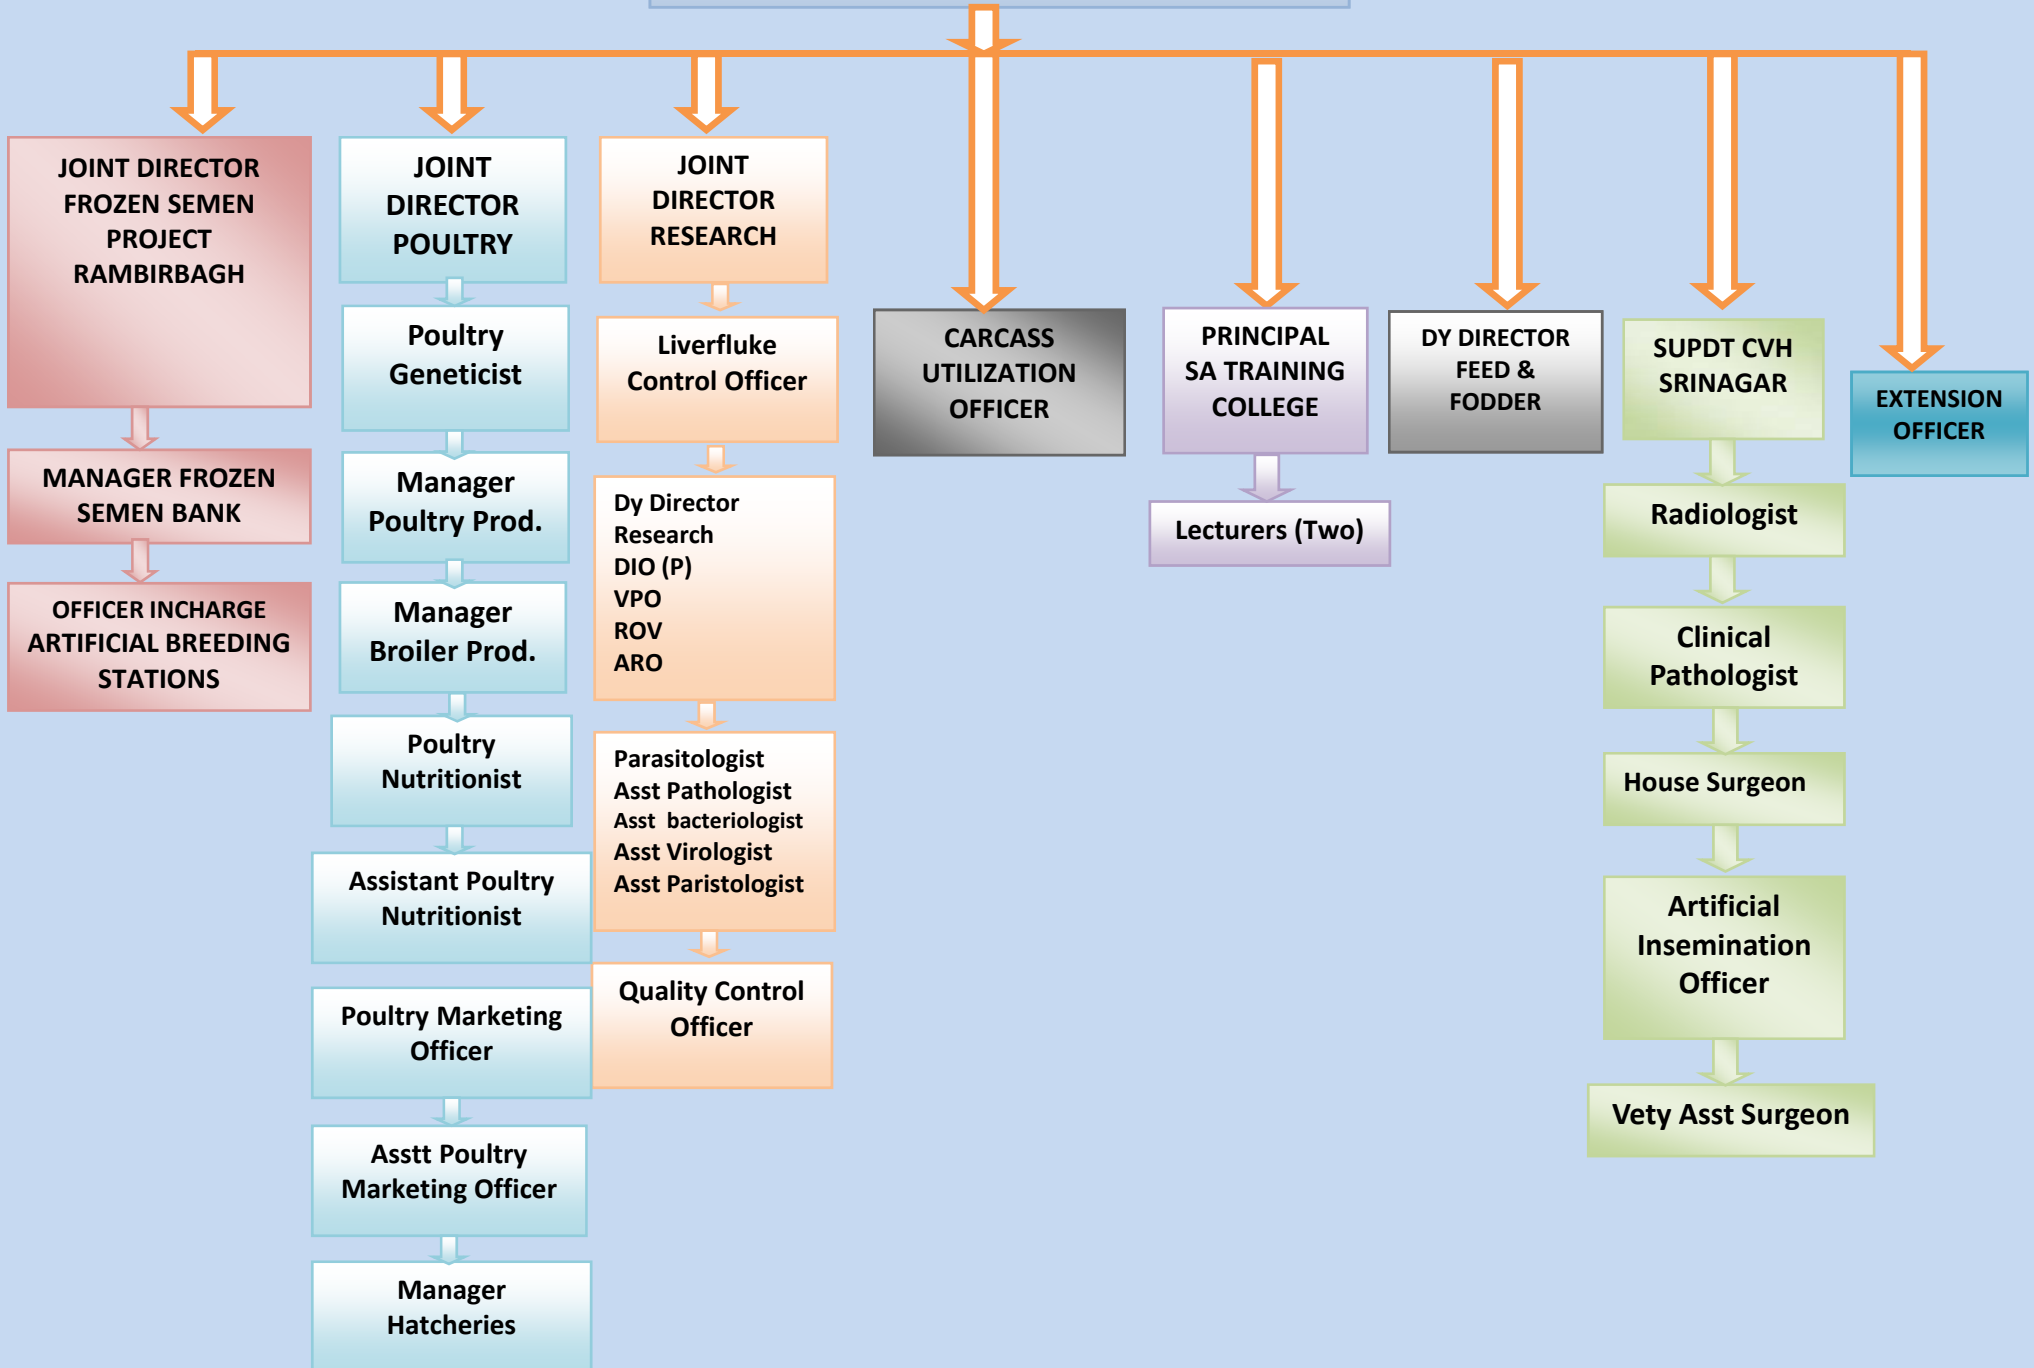 JOINT DIRECTOR
FROZEN SEMEN
PROJECT
RAMBIRBAGH
MANAGER FROZEN
SEMEN BANK
OFFICER INCHARGE
ARTIFICIAL BREEDING
STATIONS
JOINT
DIRECTOR
POULTRY
Poultry
Geneticist
Manager
Poultry Prod.
Manager
Broiler Prod.
Poultry
Nutritionist
Assistant Poultry
Nutritionist
Poultry Marketing
Officer
Asstt Poultry
Marketing Officer
Manager
Hatcheries
JOINT
DIRECTOR
RESEARCH
Liverfluke
Control Officer
Dy Director
Research
DIO (P)
VPO
ROV
ARO
Parasitologist
Asst Pathologist
Asst bacteriologist
Asst Virologist
Asst Paristologist
Quality Control
Officer
CARCASS
UTILIZATION
OFFICER
PRINCIPAL
SA TRAINING
COLLEGE
Lecturers (Two)
DY DIRECTOR
FEED &
FODDER
SUPDT CVH
SRINAGAR
Radiologist
Clinical
Pathologist
House Surgeon
Artificial
Insemination
Officer
Vety Asst Surgeon
EXTENSION
OFFICER